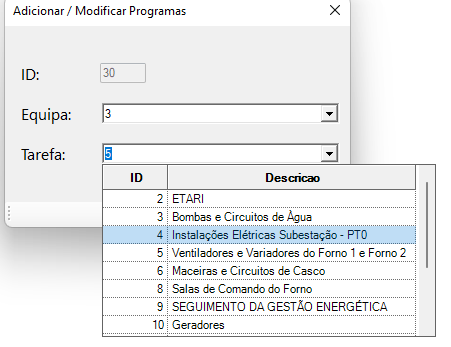 Adicionar / Modificar Programas
ID: 30
Equipa: 3
Tarefa: 5
ID Descricao
2 ETARI
3 Bombas e Circuitos de Àgua
4 Instalações Elétricas Subestação - PT0
5 Ventiladores e Variadores do Forno 1 e Forno 2
6 Maceiras e Circuitos de Casco
8 Salas de Comando do Forno
9 SEGUIMENTO DA GESTÃO ENERGÉTICA
10 Geradores